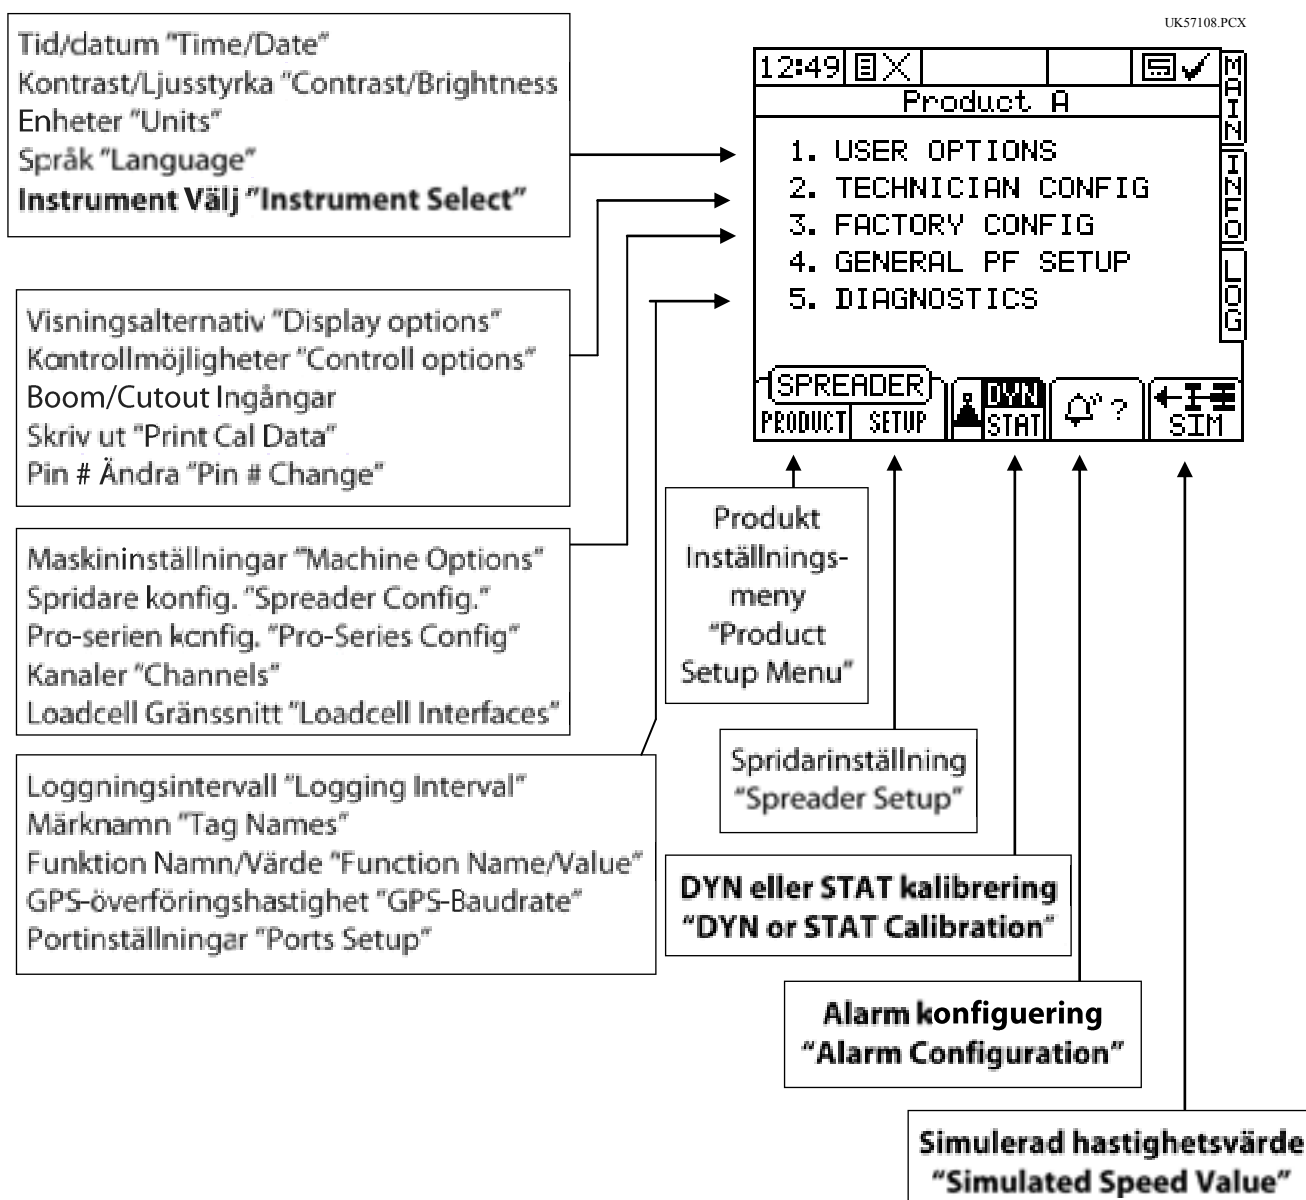 UK57108.PCX
Tid/datum "Time/Date"
Kontrast/Ljusstyrka "Contrast/Brightness
Enheter "Units"
Språk "Language"
Instrument Välj "Instrument Select"
Visningsalternativ "Display options"
Kontrollmöjligheter "Controll options"
Boom/Cutout Ingångar
Skriv ut "Print Cal Data"
Pin # Ändra "Pin # Change"
Maskininställningar "Machine Options"
Spridare konfig. "Spreader Config."
Pro-serien konfig. "Pro-Series Config"
Kanaler "Channels"
Loadcell Gränssnitt "Loadcell Interfaces"
Loggningsintervall "Logging Interval"
Märknamn "Tag Names"
Funktion Namn/Värde "Function Name/Value"
GPS-överföringshastighet "GPS-Baudrate"
Portinställningar "Ports Setup"
12:49
Product A
1. USER OPTIONS
2. TECHNICIAN CONFIG
3. FACTORY CONFIG
4. GENERAL PF SETUP
5. DIAGNOSTICS
MAIN
INFO
LOG
SPREADER
PRODUCT SETUP
DYN
STAT
?
SIM
Produkt
Inställnings-
meny
"Product
Setup Menu"
Spridarinställning
"Spreader Setup"
DYN eller STAT kalibrering
"DYN or STAT Calibration"
Alarm konfiguering
"Alarm Configuration"
Simulerad hastighetsvärde
"Simulated Speed Value"